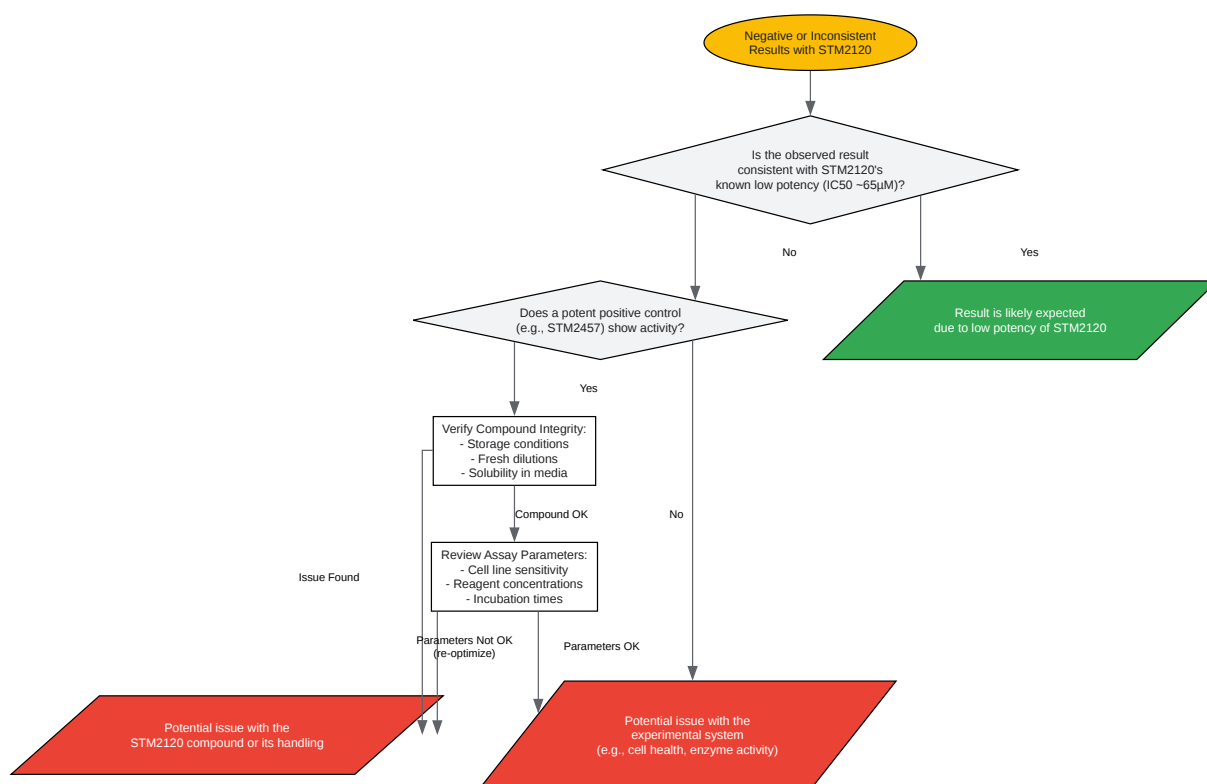 Negative or Inconsistent
Results with STM2120
Is the observed result
consistent with STM2120's
known low potency (IC50 ~65µM)?
No
Yes
Does a potent positive control
(e.g., STM2457) show activity?
Result is likely expected
due to low potency of STM2120
Yes
Verify Compound Integrity:
- Storage conditions
- Fresh dilutions
- Solubility in media
Compound OK
No
Review Assay Parameters:
- Cell line sensitivity
- Reagent concentrations
- Incubation times
Issue Found
Parameters Not OK
(re-optimize)
Parameters OK
Potential issue with the
STM2120 compound or its handling
Potential issue with the
experimental system
(e.g., cell health, enzyme activity)